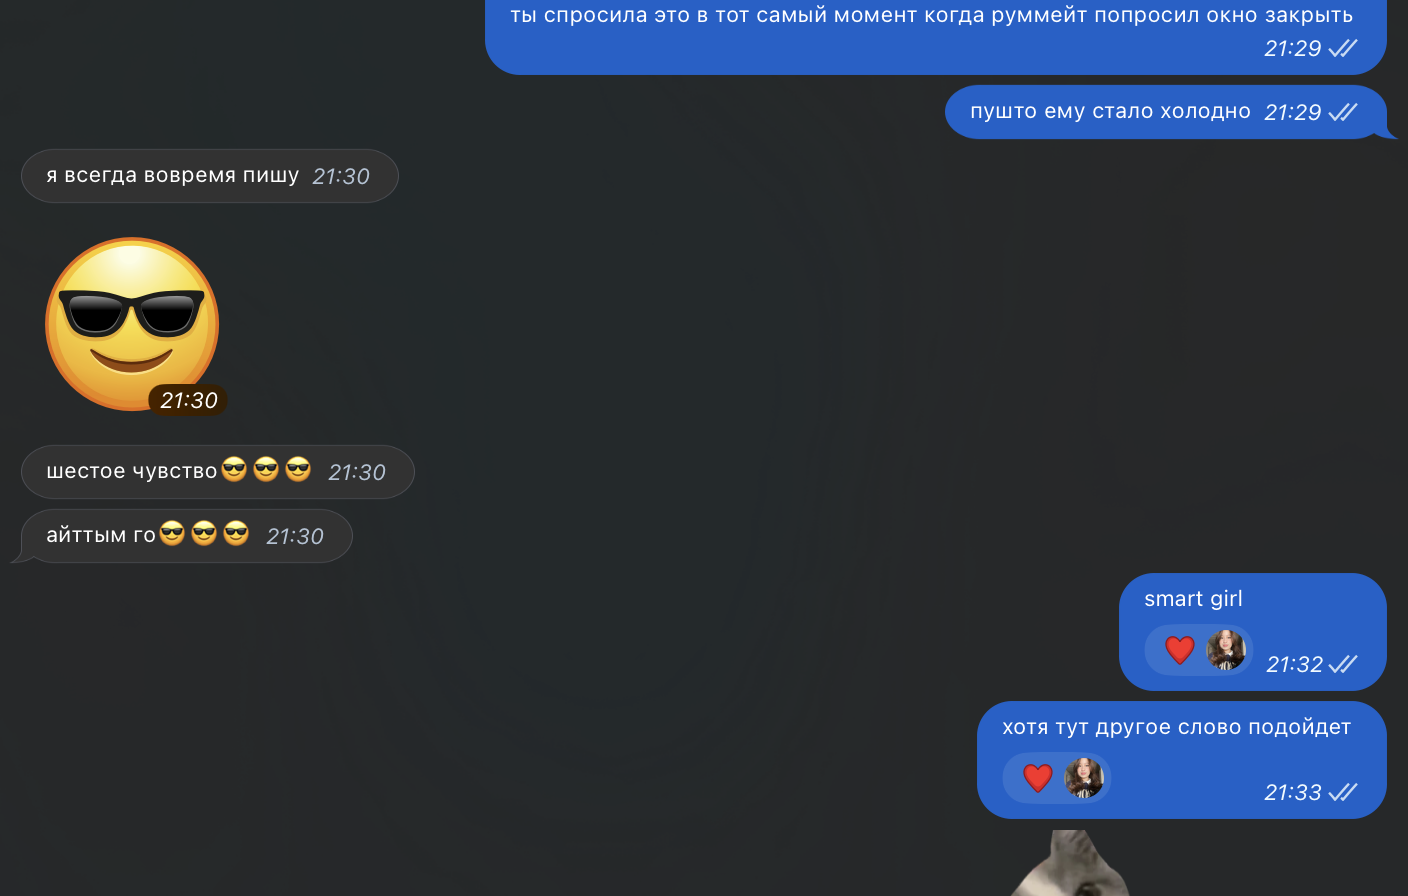 ты спросила это в тот самый момент когда руммейт попросил окно закрыть
21:29
пушто ему стало холодно 21:29
я всегда вовремя пишу 21:30
21:30
шестое чувство😎😎😎 21:30
айттым го😎😎😎 21:30
smart girl
21:32
хотя тут другое слово подойдет
21:33